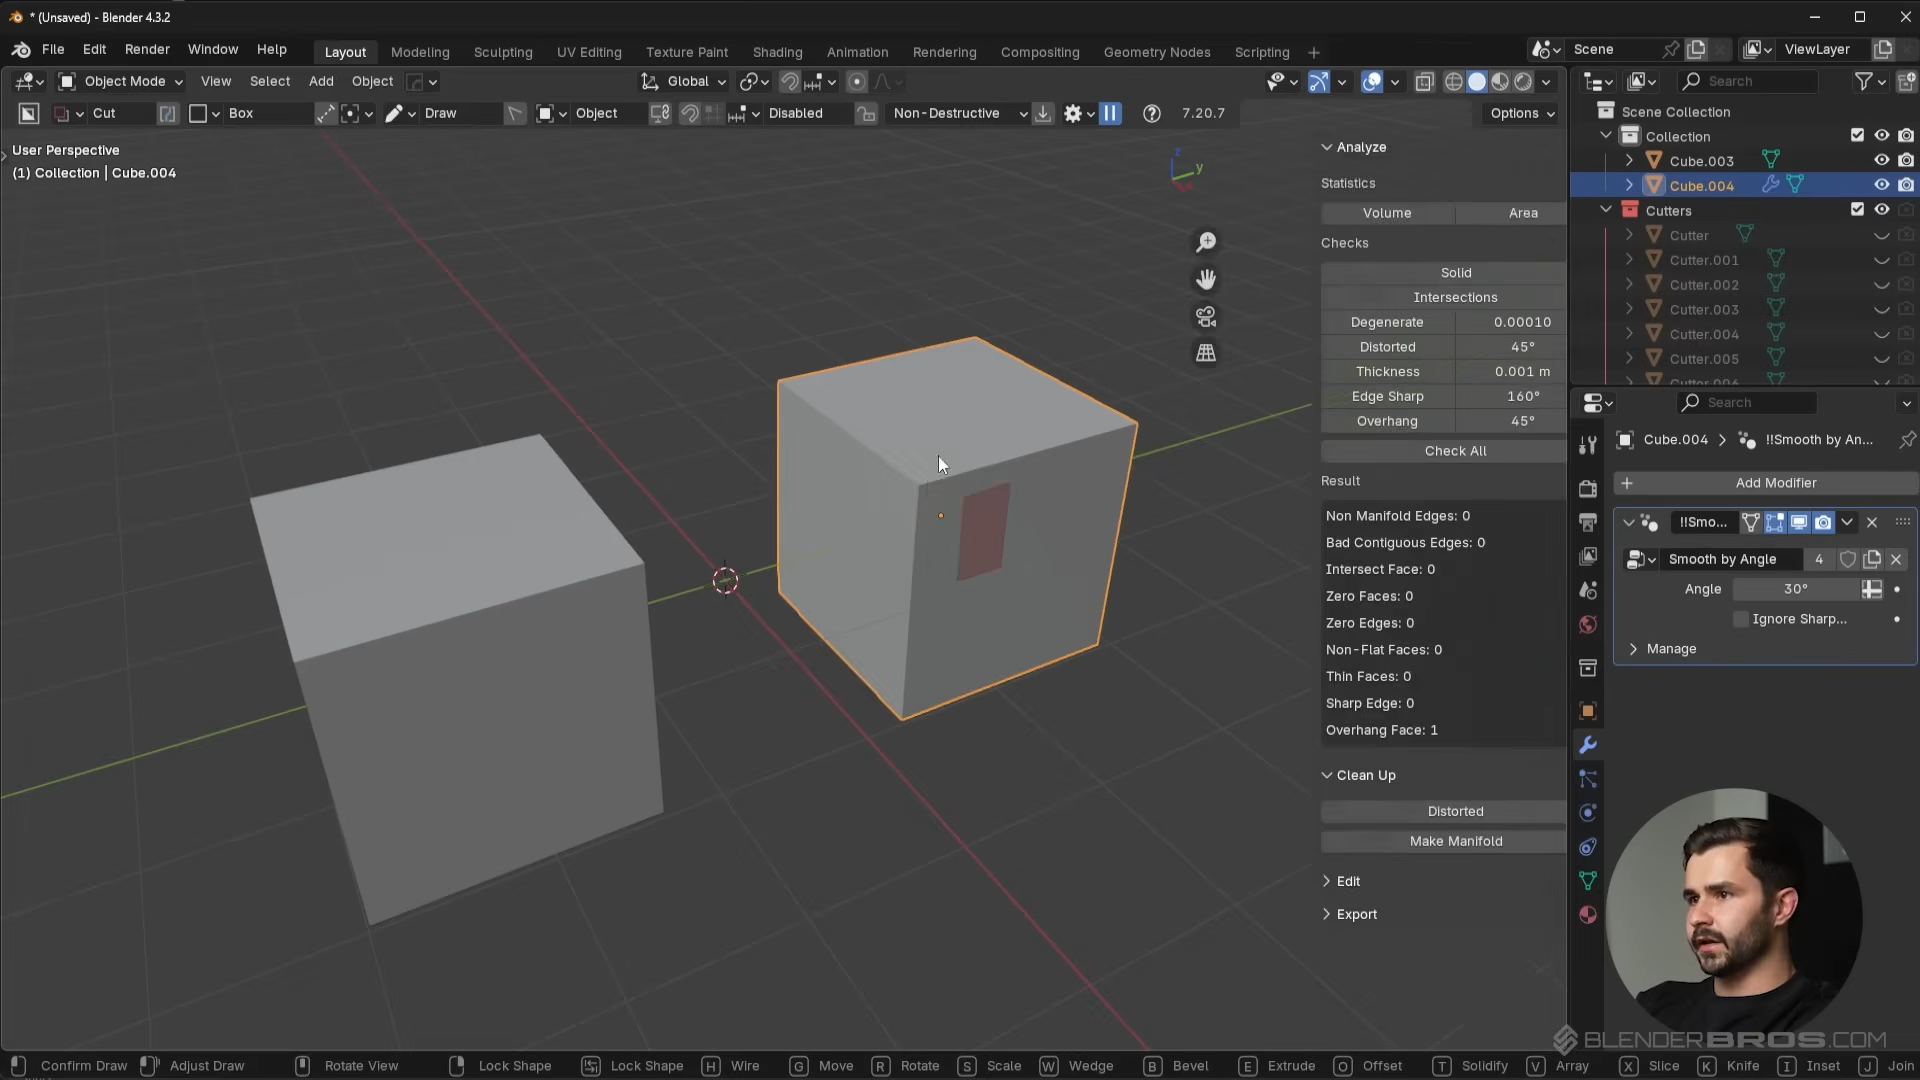 * (Unsaved) - Blender 4.3.2
File Edit Render Window Help
Layout Modeling Sculpting UV Editing Texture Paint Shading Animation Rendering Compositing Geometry Nodes Scripting +
Scene
ViewLayer
Object Mode View Select Add Object
Global
Search
Cut Box Draw Object Disabled Non-Destructive 7.20.7
Options
User Perspective
(1) Collection | Cube.004
z
y
Analyze
Statistics
Volume Area
Checks
Solid
Intersections
Degenerate 0.00010
Distorted 45°
Thickness 0.001 m
Edge Sharp 160°
Overhang 45°
Check All
Result
Non Manifold Edges: 0
Bad Contiguous Edges: 0
Intersect Face: 0
Zero Faces: 0
Zero Edges: 0
Non-Flat Faces: 0
Thin Faces: 0
Sharp Edge: 0
Overhang Face: 1
Clean Up
Distorted
Make Manifold
Edit
Export
Scene Collection
Collection
Cube.003
Cube.004
Cutters
Cutter
Cutter.001
Cutter.002
Cutter.003
Cutter.004
Cutter.005
Search
Cube.004 !!Smooth by An...
Add Modifier
!!Smo...
Smooth by Angle 4
Angle 30°
Ignore Sharp...
Manage
BLENDERBROS.COM
Confirm Draw Adjust Draw Rotate View Lock Shape Lock Shape H Wire G Move R Rotate S Scale W Wedge B Bevel E Extrude O Offset T Solidify V Array X Slice K Knife I Inset J Join